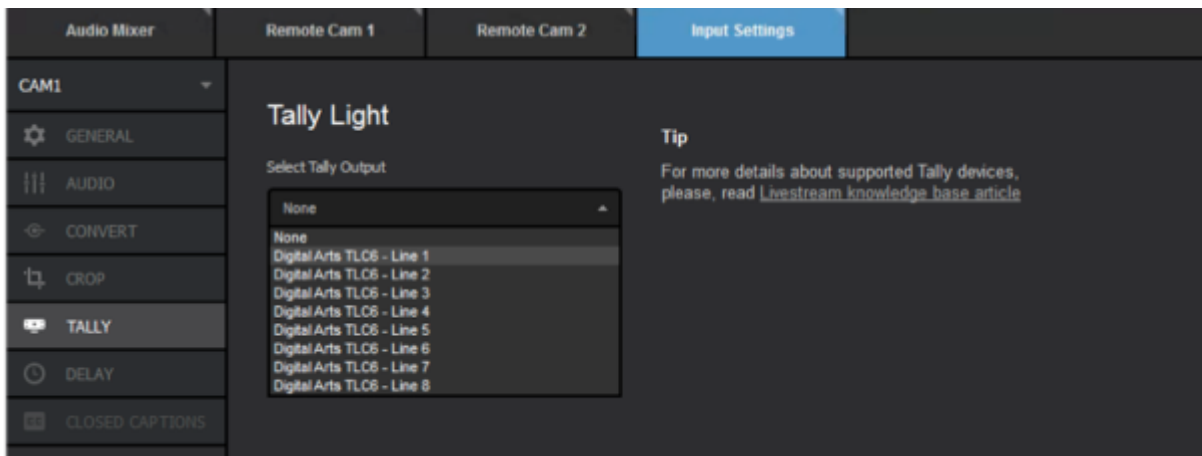 Audio Mixer
Remote Cam 1
Remote Cam 2
Input Settings
CAM1
GENERAL
AUDIO
CONVERT
CROP
TALLY
DELAY
CC CLOSED CAPTIONS
Tally Light
Select Tally Output
None
None
Digital Arts TLC6 - Line 1
Digital Arts TLC6 - Line 2
Digital Arts TLC6 - Line 3
Digital Arts TLC6 - Line 4
Digital Arts TLC6 - Line 5
Digital Arts TLC6 - Line 6
Digital Arts TLC6 - Line 7
Digital Arts TLC6 - Line 8
Tip
For more details about supported Tally devices,
please, read Livestream knowledge base article